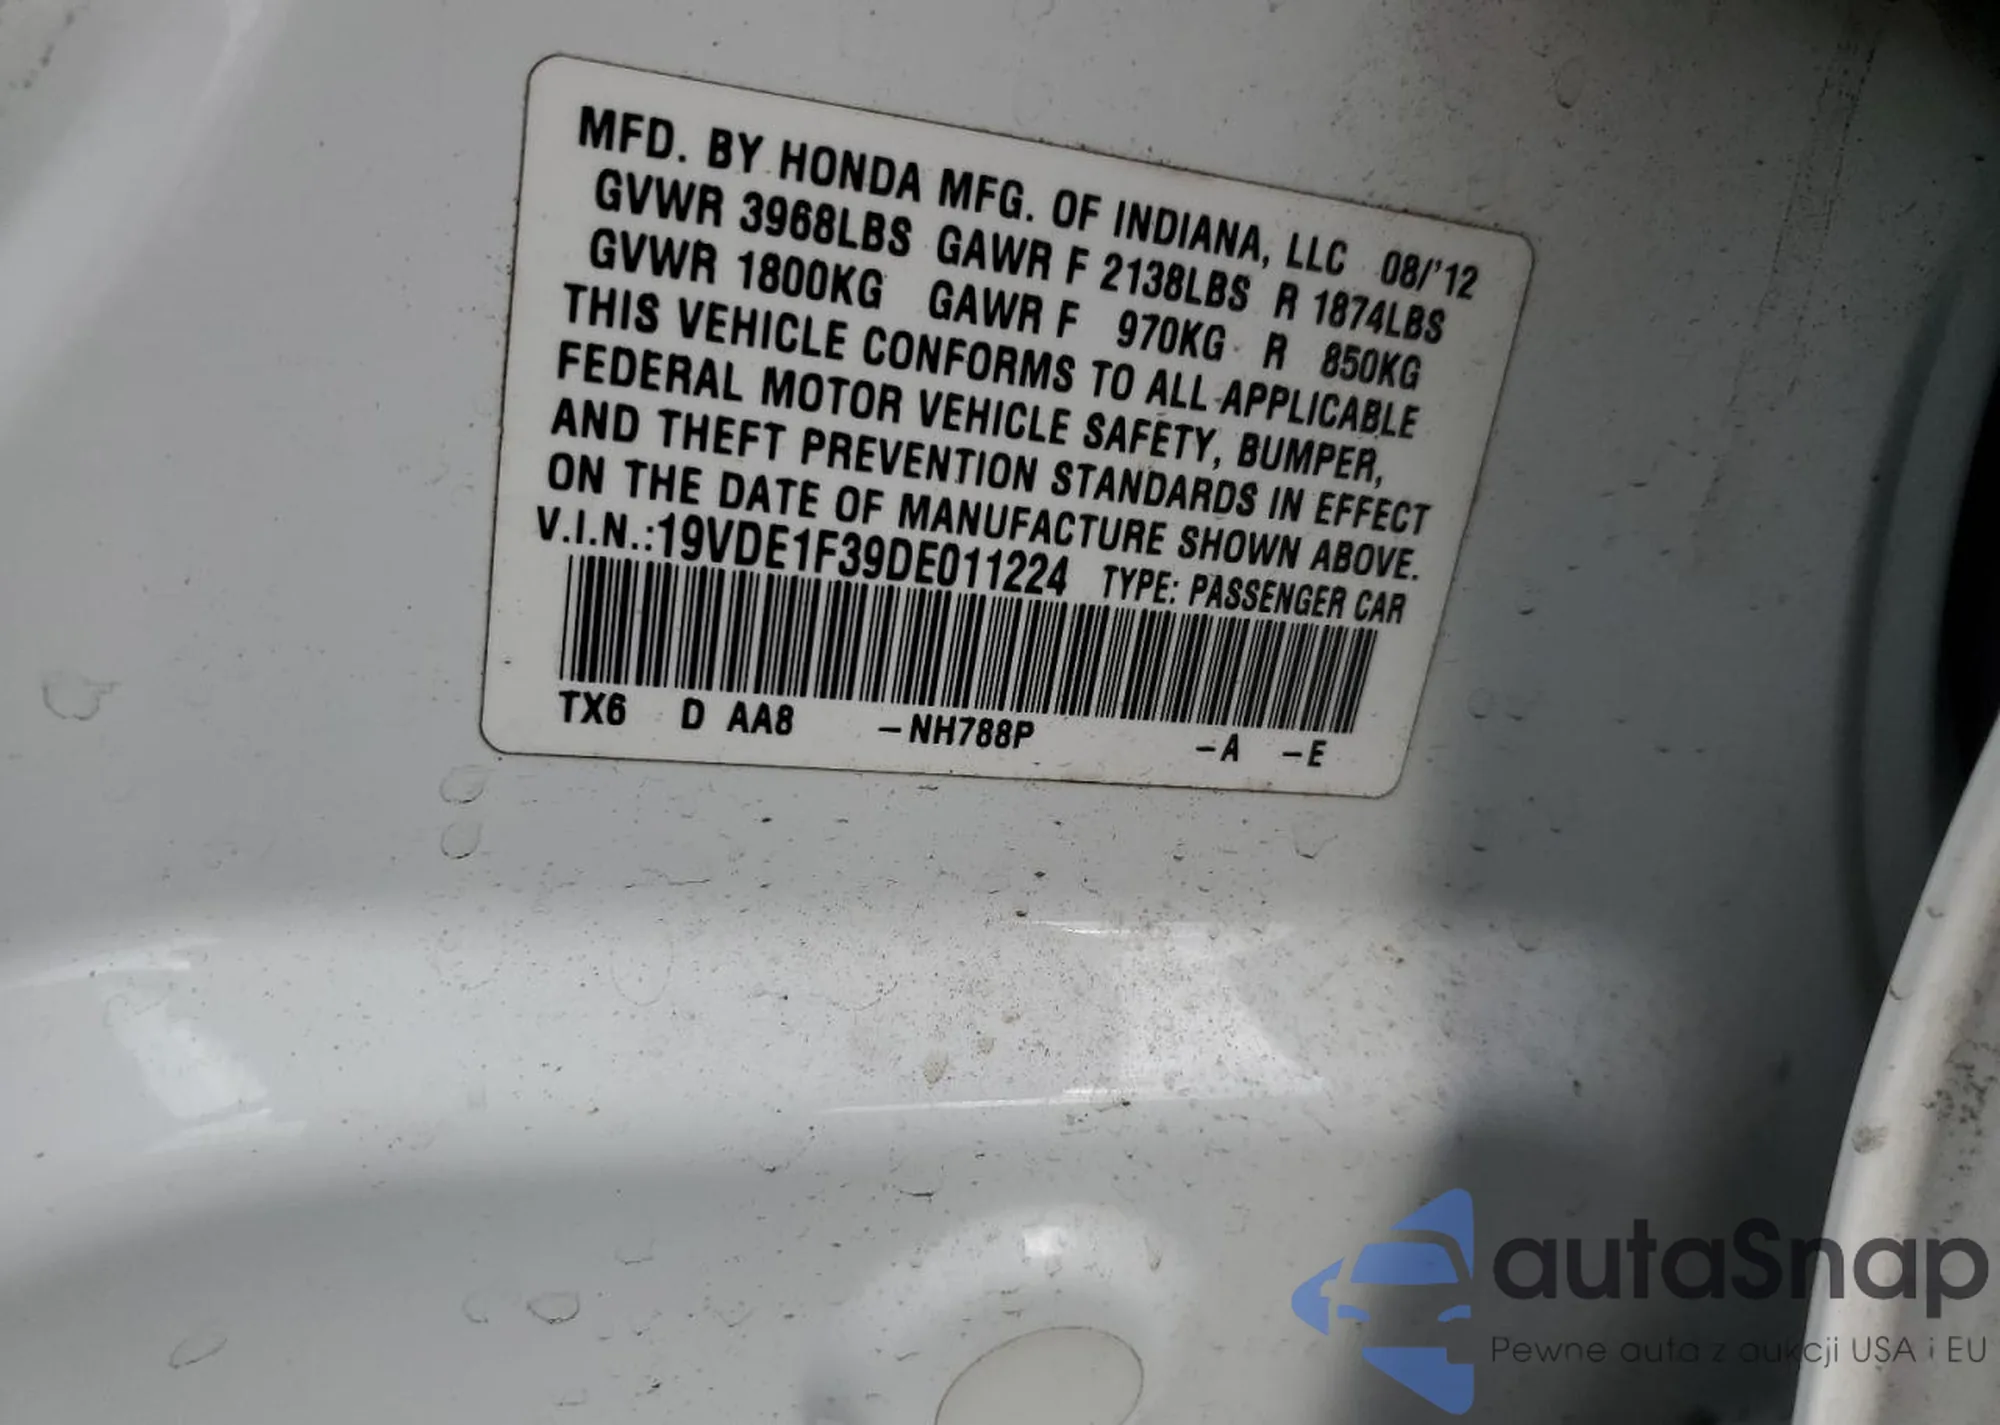 MFD. BY HONDA MFG. OF INDIANA, LLC 08/'12
GVWR 3968LBS GAWR F 2138LBS R 1874LBS
GVWR 1800KG GAWR F 970KG R 850KG
THIS VEHICLE CONFORMS TO ALL APPLICABLE
FEDERAL MOTOR VEHICLE SAFETY, BUMPER,
AND THEFT PREVENTION STANDARDS IN EFFECT
ON THE DATE OF MANUFACTURE SHOWN ABOVE.
V.I.N.:19VDE1F39DE011224 TYPE: PASSENGER CAR
TX6 D AA8 -NH788P -A -E
autaSnap
Pewne auta z aukcji USA i EU